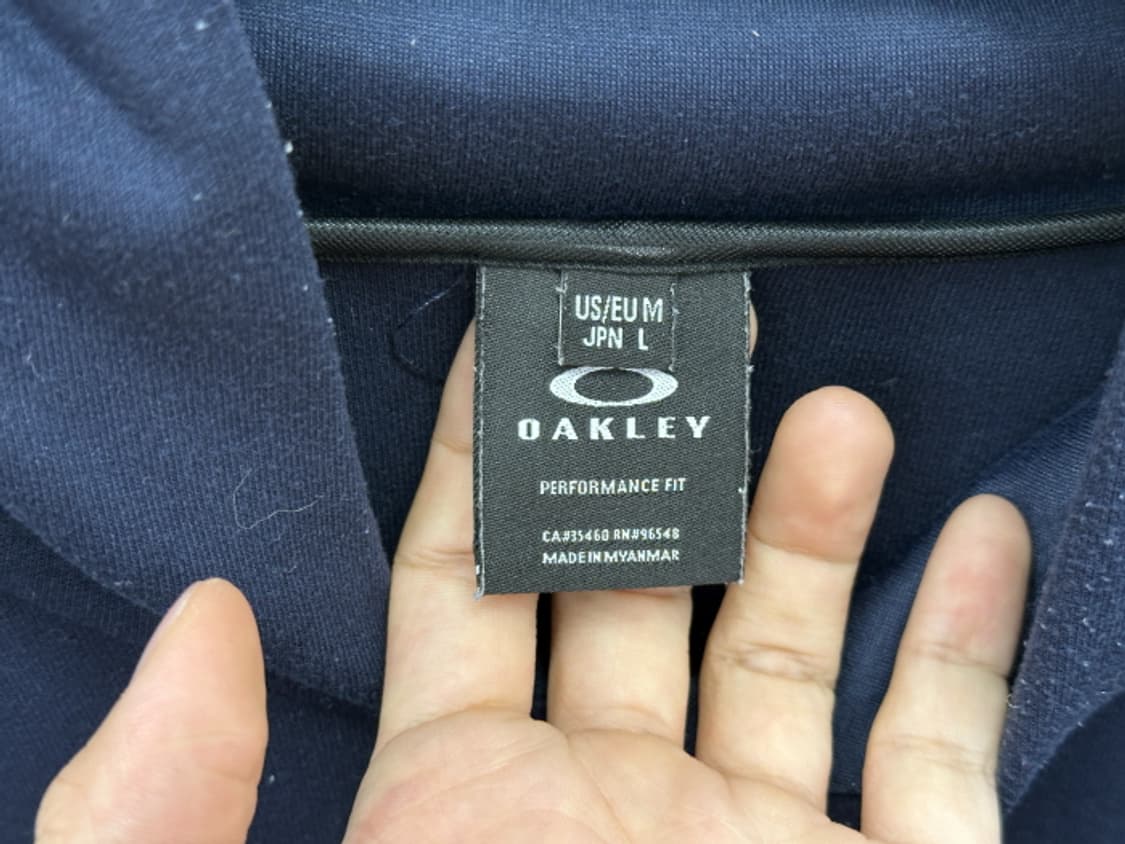 US/EU M
JPN L
OAKLEY
PERFORMANCE FIT
CA#35460 RN#96548
MADE IN MYANMAR